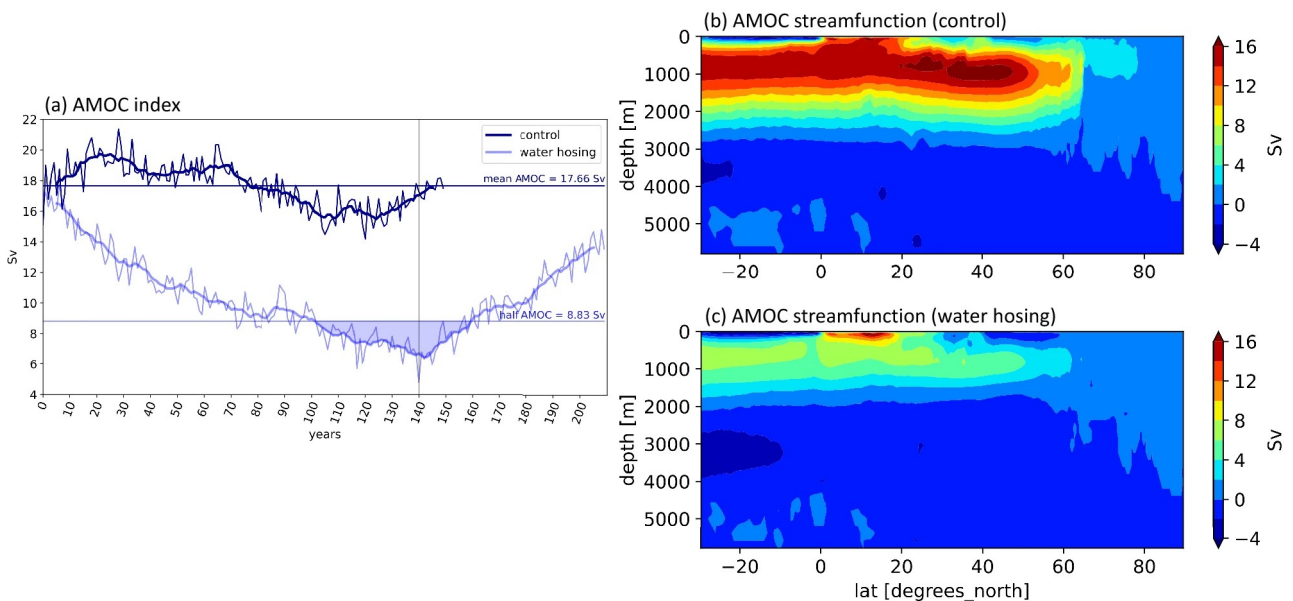 (a) AMOC index
22
20
18
16
14
12
10
8
6
4
Sv
control
water hosing
mean AMOC = 17.66 Sv
half AMOC = 8.83 Sv
0 10 20 30 40 50 60 70 80 90 100 110 120 130 140 150 160 170 180 190 200
years
(b) AMOC streamfunction (control)
0
1000
2000
3000
4000
5000
depth [m]
−20 0 20 40 60 80
16
12
8
4
0
−4
Sv
(c) AMOC streamfunction (water hosing)
0
1000
2000
3000
4000
5000
depth [m]
−20 0 20 40 60 80
lat [degrees_north]
16
12
8
4
0
−4
Sv